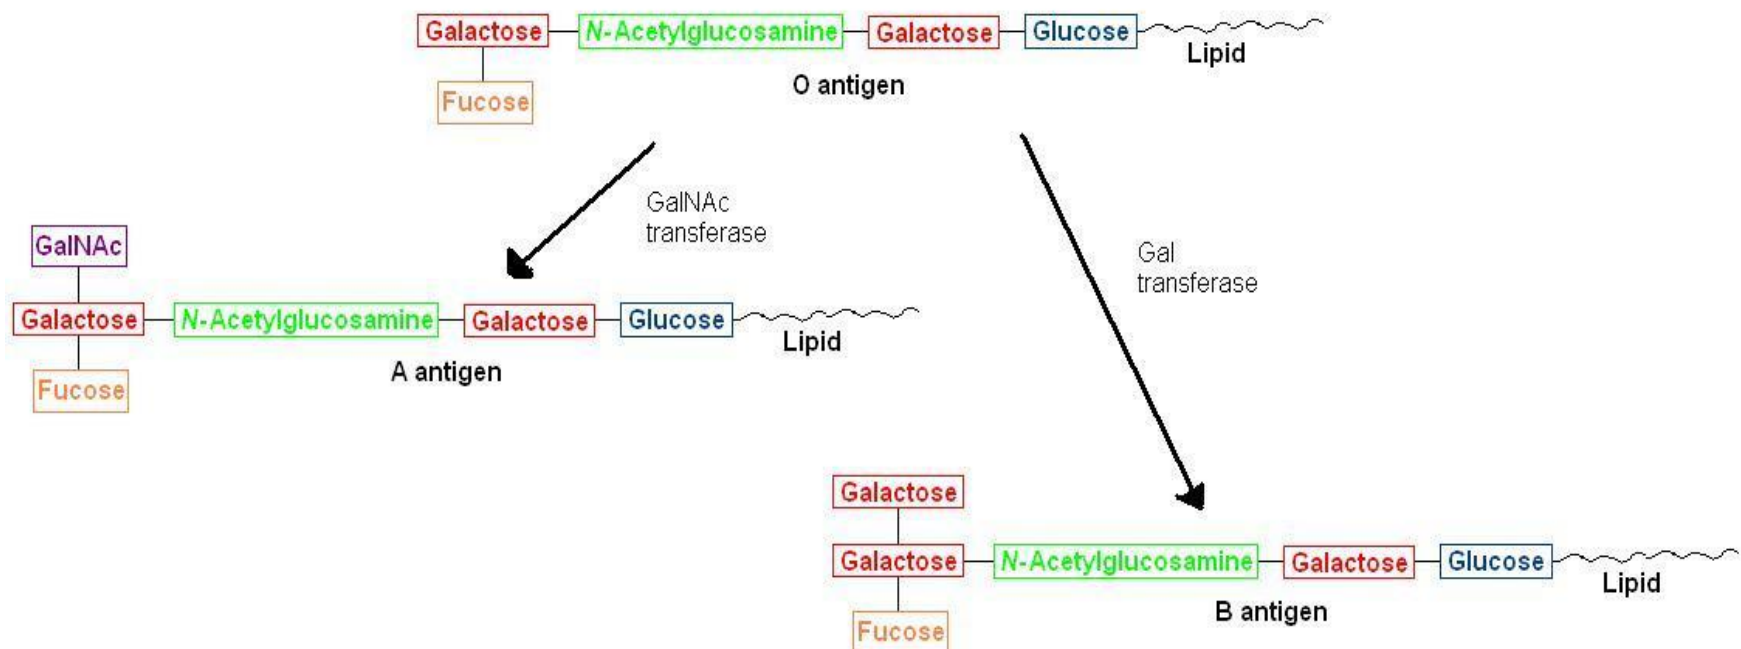 Galactose N-Acetylglucosamine Galactose Glucose
Lipid
O antigen
Fucose
GalNAc
transferase
Gal
transferase
GalNAc
Galactose N-Acetylglucosamine Galactose Glucose
Lipid
A antigen
Fucose
Galactose
Galactose N-Acetylglucosamine Galactose Glucose
Lipid
B antigen
Fucose